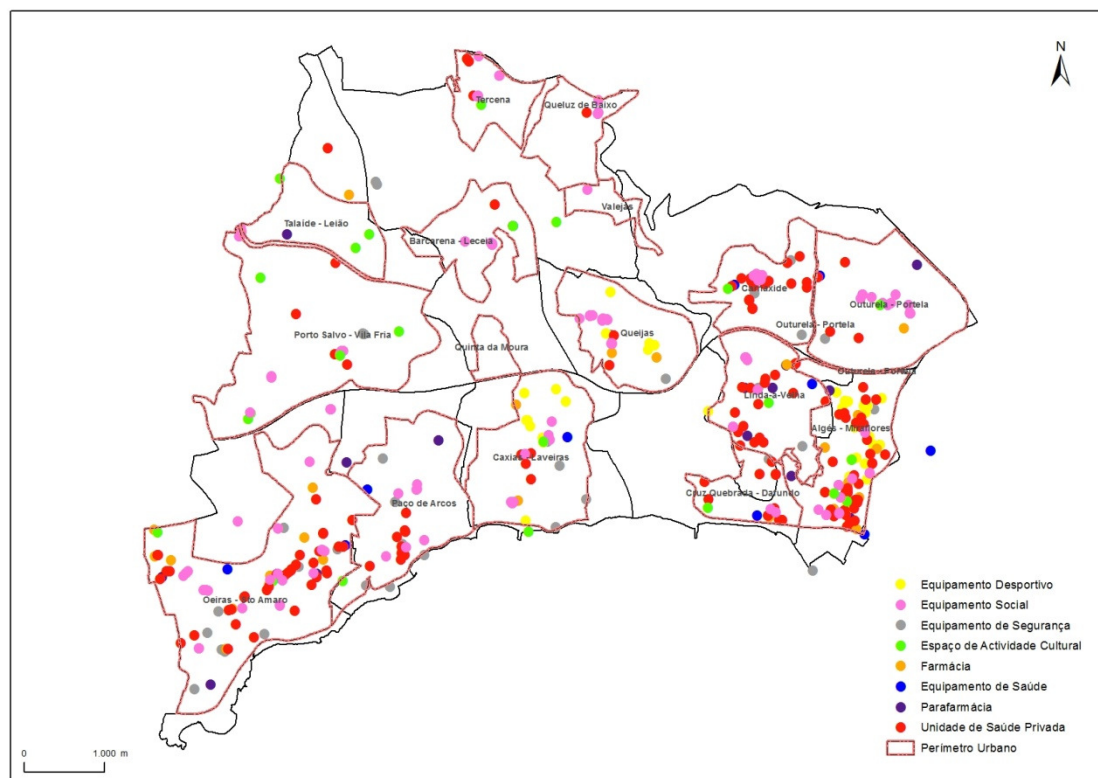 N
Tercena
Queluz de Baixo
Valejas
Talaíde - Leião
Barcarena - Leceia
Carnaxide
Outurela - Portela
Outurela - Portela
Porto Salvo - Vila Fria
Quinta da Moura
Queijas
Outurela - Portela
Linda-a-Velha
Algés - Miraflores
Caxias - Laveiras
Paço de Arcos
Cruz Quebrada - Dafundo
Oeiras - Sto Amaro
Equipamento Desportivo
Equipamento Social
Equipamento de Segurança
Espaço de Actividade Cultural
Farmácia
Equipamento de Saúde
Parafarmácia
Unidade de Saúde Privada
Perímetro Urbano
0 1.000 m